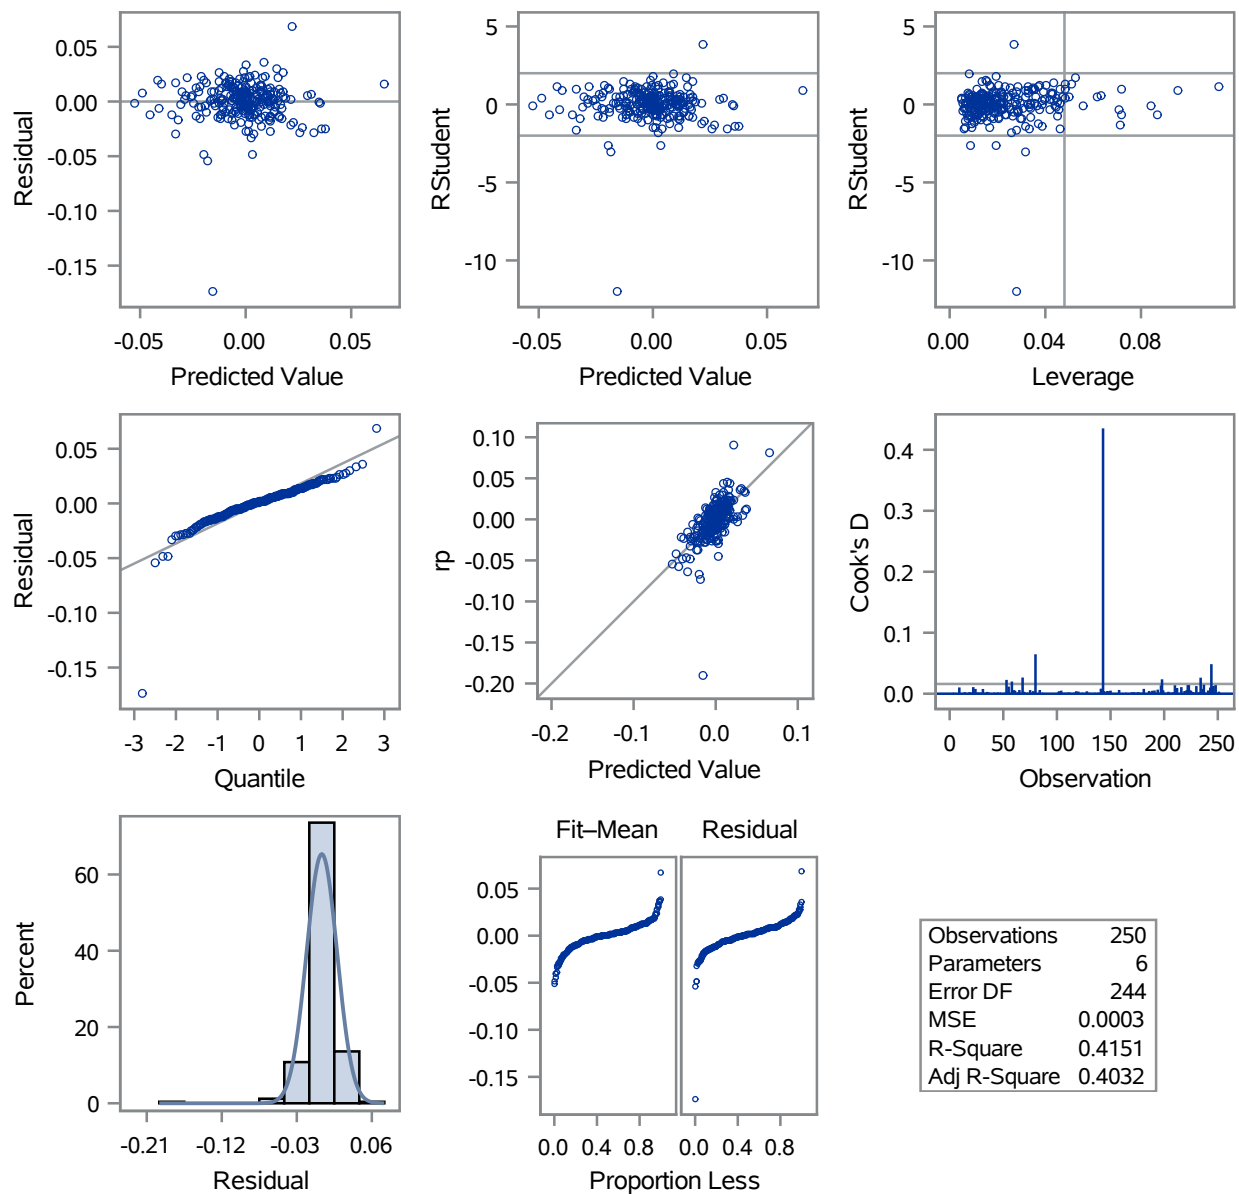 0.05
0.00
-0.05
-0.10
-0.15
Residual
-0.05 0.00 0.05
Predicted Value
5
0
-5
-10
RStudent
-0.05 0.00 0.05
Predicted Value
5
0
-5
-10
RStudent
0.00 0.04 0.08
Leverage
0.05
0.00
-0.05
-0.10
-0.15
Residual
-3 -2 -1 0 1 2 3
Quantile
0.10
0.05
0.00
-0.05
-0.10
-0.15
-0.20
rp
-0.2 -0.1 0.0 0.1
Predicted Value
0.4
0.3
0.2
0.1
0.0
Cook's D
0 50 100 150 200 250
Observation
60
40
20
0
Percent
-0.21 -0.12 -0.03 0.06
Residual
Fit–Mean Residual
0.05
0.00
-0.05
-0.10
-0.15
0.0 0.4 0.8 0.0 0.4 0.8
Proportion Less
Observations 250
Parameters 6
Error DF 244
MSE 0.0003
R-Square 0.4151
Adj R-Square 0.4032